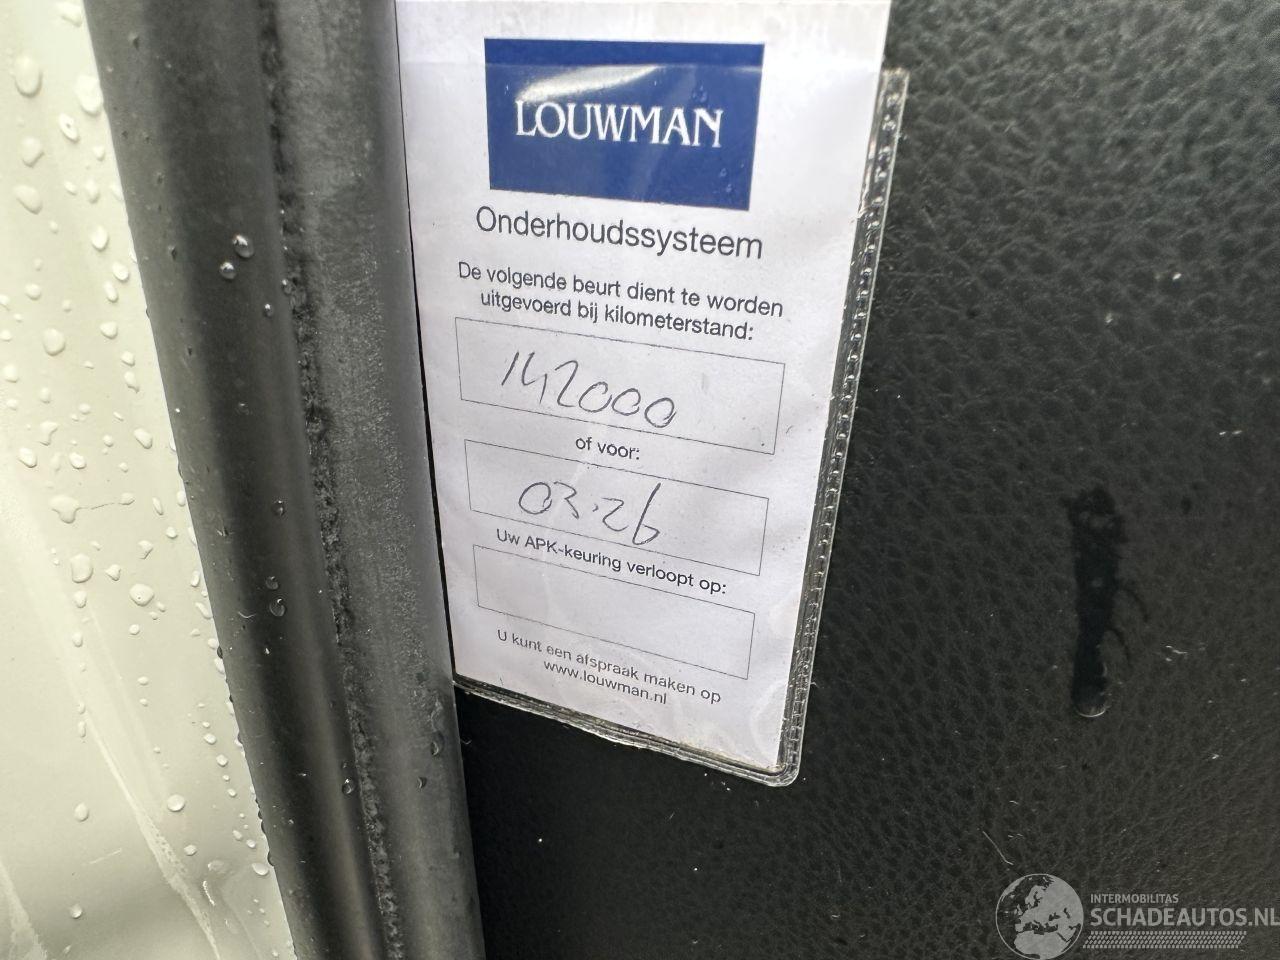 LOUWMAN
Onderhoudssysteem
De volgende beurt dient te worden
uitgevoerd bij kilometerstand:
142000
of voor:
03.26
Uw APK-keuring verloopt op:
U kunt een afspraak maken op
www.louwman.nl
INTERMOBILITAS
SCHADEAUTOS.NL